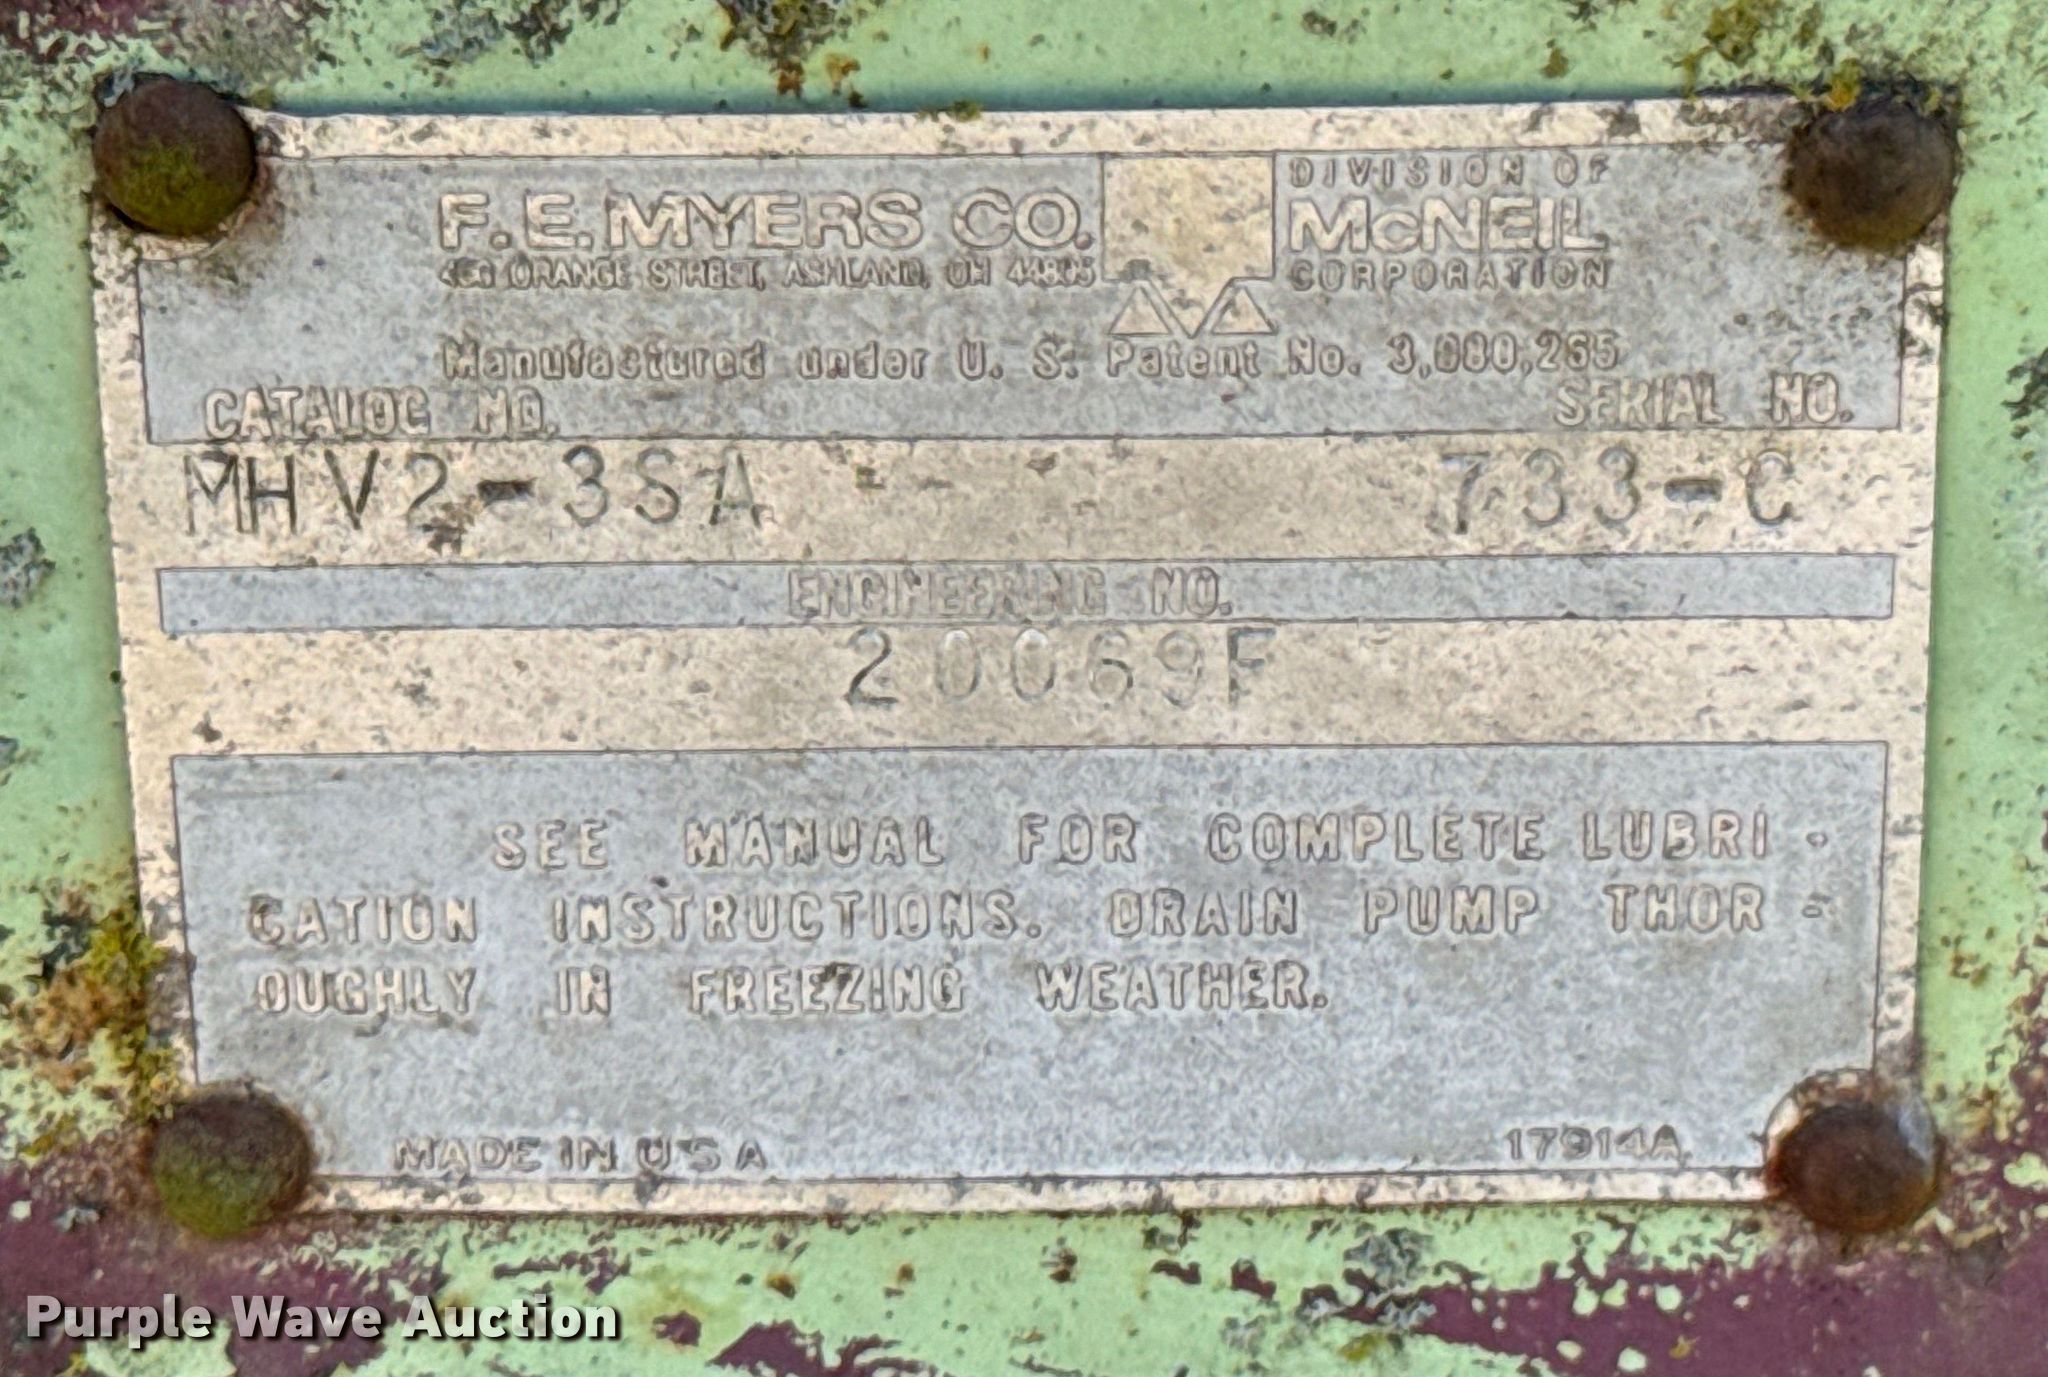 F. E. MYERS CO.
DIVISION OF
McNEIL
CORPORATION
ORANGE STREET, ASHLAND, OH 44805
Manufactured under U. S. Patent No. 3,080,265
CATALOG NO.
SERIAL NO.
MHV2-3SA
733-C
ENGINEERING NO.
20069F
SEE MANUAL FOR COMPLETE LUBRI-
CATION INSTRUCTIONS. DRAIN PUMP THOR-
OUGHLY IN FREEZING WEATHER.
MADE IN U S A
17914A
Purple Wave Auction